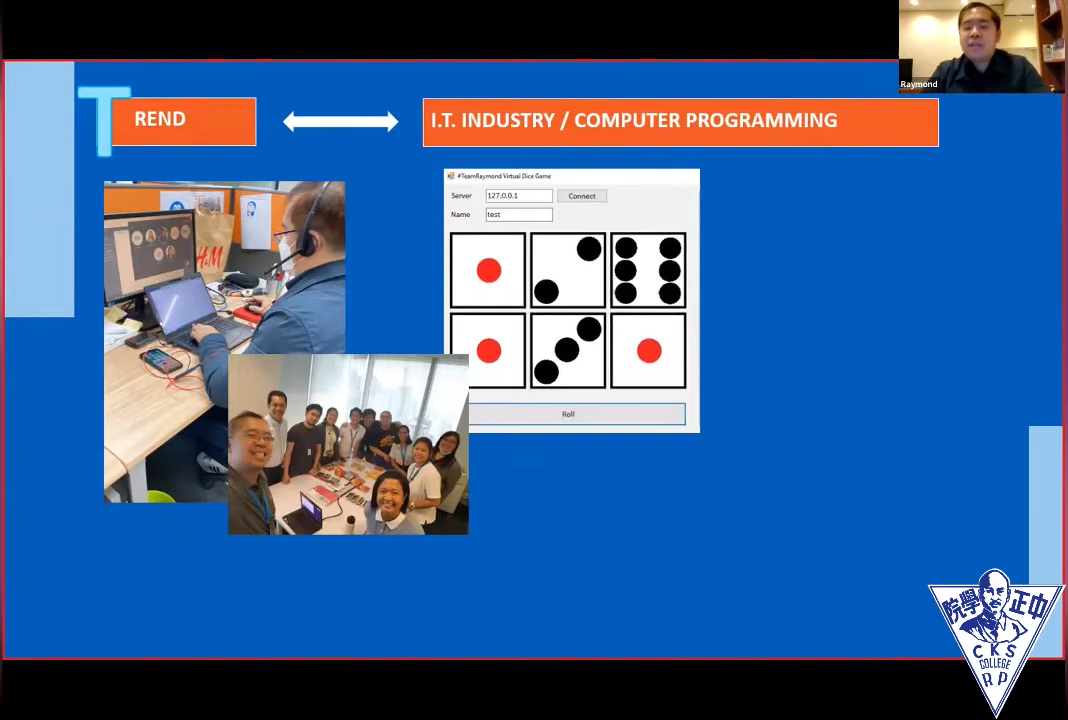 Raymond
T
REND
I.T. INDUSTRY / COMPUTER PROGRAMMING
#TeamRaymond Virtual Dice Game
Server
127.0.0.1
Connect
Name
test
Roll
H&M
院學 正中
CKS
COLLEGE
RP